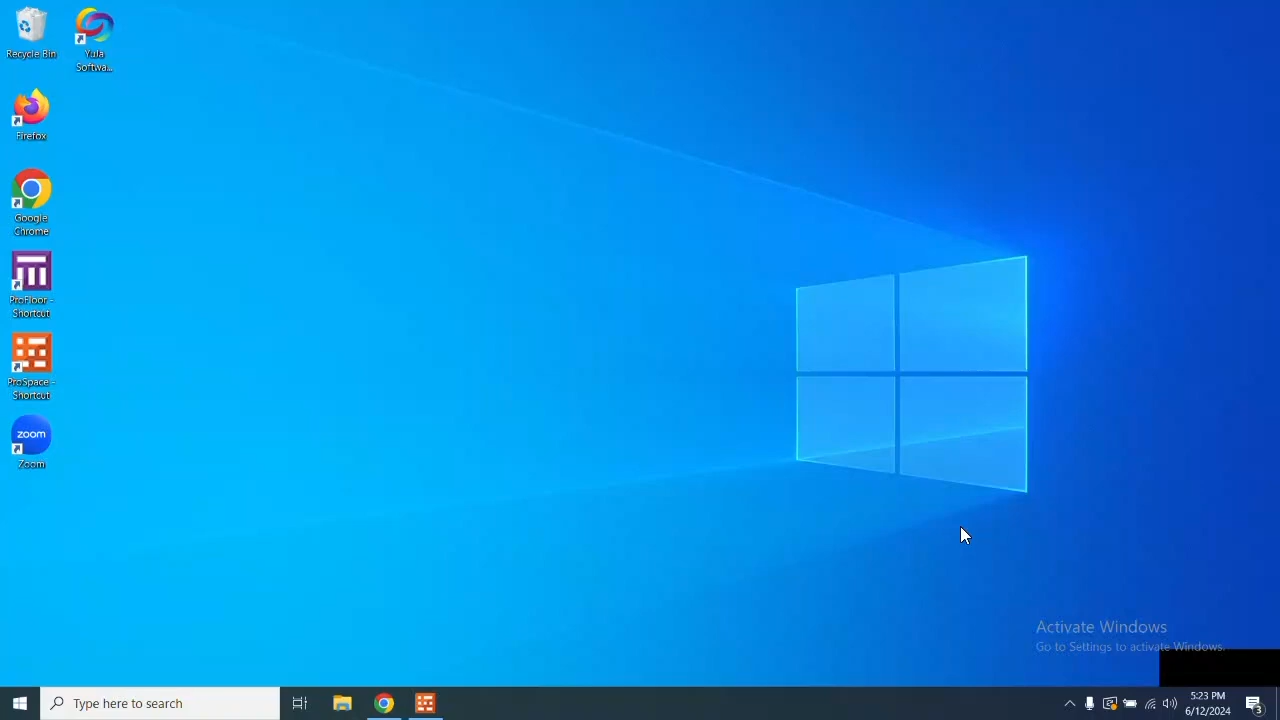 Recycle Bin
Yula
Softwa...
Firefox
Google
Chrome
ProFloor -
Shortcut
ProSpace -
Shortcut
zoom
Zoom
Activate Windows
Go to Settings to activate Windows.
Type here to search
5:23 PM
6/12/2024
3